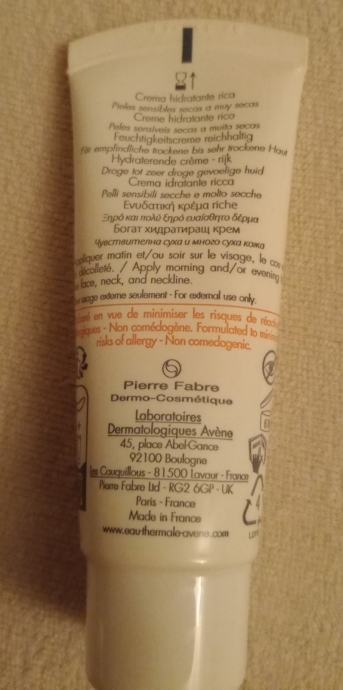 Crema hidratante rica
Pieles sensibles secas a muy secas
Creme hidratante rico
Peles sensíveis secas a muito secas
Feuchtigkeitscreme reichhaltig
Für empfindliche trockene bis sehr trockene Haut
Hydraterende crème - rijk
Droge tot zeer droge gevoelige huid
Crema idratante ricca
Pelli sensibili secche e molto secche
Ενυδατική κρέμα riche
Ξηρό και πολύ ξηρό ευαίσθητο δέρμα
Богат хидратиращ крем
Чувствителна суха и много суха кожа
pliquer matin et/ou soir sur le visage, le cou
décolleté. / Apply morning and/or evening
face, neck, and neckline.
usage externe seulement - For external use only.
en vue de minimiser les risques de réact
giques - Non comédogène. Formulated to minim
risks of allergy - Non comedogenic.
Pierre Fabre
Dermo-Cosmétique
Laboratoires
Dermatologiques Avène
45, place Abel-Gance
92100 Boulogne
Les Cauquillous - 81500 Lavaur - France
Pierre Fabre Ltd - RG2 6GP - UK
Paris - France
Made in France
www.eau-thermale-avene.com